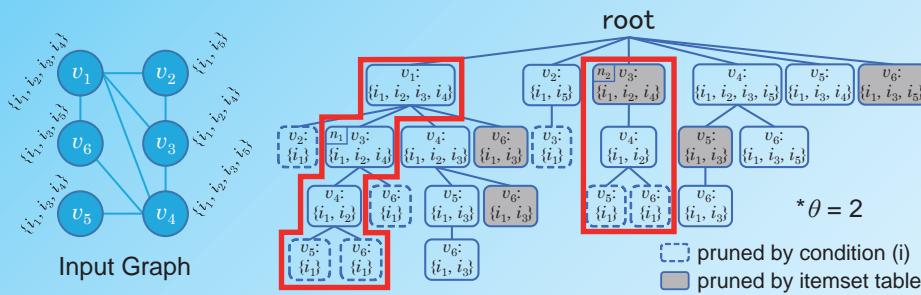 root
{i₁, i₂, i₃, i₄}
v₁
v₂
{i₁, i₅}
{i₁, i₃, i₅}
v₆
v₃
{i₁, i₂, i₄}
{i₁, i₃, i₄}
v₅
v₄
{i₁, i₂, i₃, i₅}
Input Graph
v₁:
{i₁, i₂, i₃, i₄}
v₂:
{i₁, i₅}
n₂ v₃:
{i₁, i₂, i₄}
v₄:
{i₁, i₂, i₃, i₅}
v₅:
{i₁, i₃, i₄}
v₆:
{i₁, i₃, i₅}
v₂:
{i₁}
n₁ v₃:
{i₁, i₂, i₄}
v₄:
{i₁, i₂, i₃}
v₆:
{i₁, i₃}
v₃:
{i₁}
v₄:
{i₁, i₂}
v₅:
{i₁, i₃}
v₆:
{i₁, i₃, i₅}
v₄:
{i₁, i₂}
v₆:
{i₁}
v₅:
{i₁, i₃}
v₆:
{i₁, i₃}
v₅:
{i₁}
v₆:
{i₁}
v₆:
{i₁, i₃}
v₅:
{i₁}
v₆:
{i₁}
v₆:
{i₁, i₃}
*θ = 2
pruned by condition (i)
pruned by itemset table